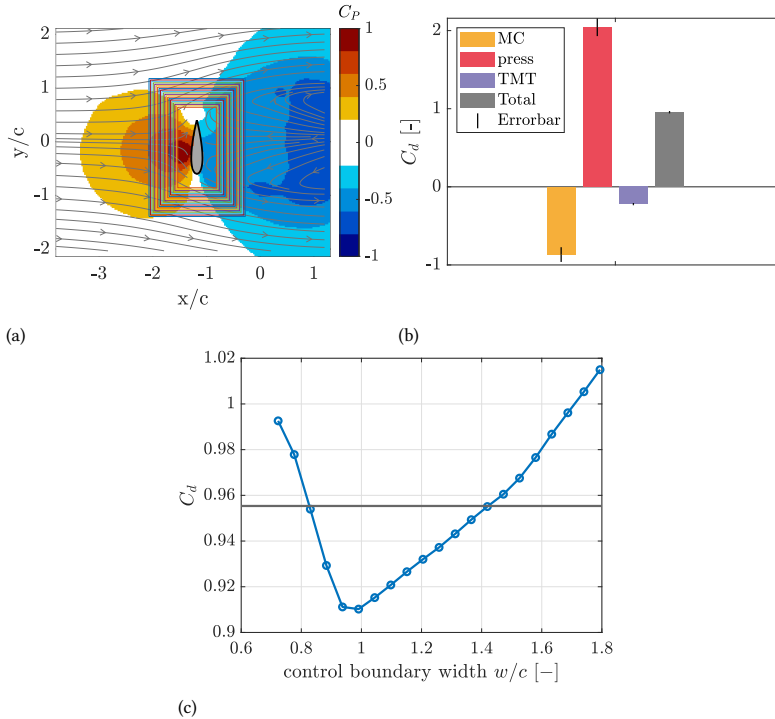 C_P
2
1
0
-1
-2
y/c
-3
-2
-1
0
1
x/c
1
0.5
0
-0.5
-1
(a)
2
1
0
-1
C_d [-]
MC
press
TMT
Total
Errorbar
(b)
1.02
1
0.98
0.96
0.94
0.92
0.9
C_d
0.6
0.8
1
1.2
1.4
1.6
1.8
control boundary width w/c [−]
(c)